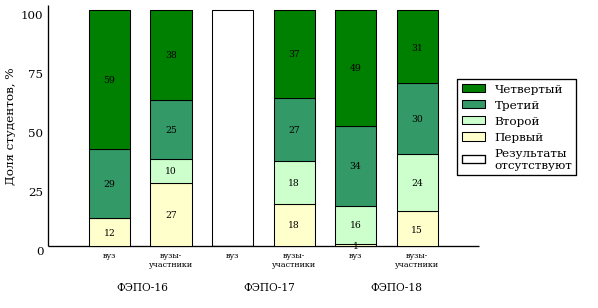 100
75
50
25
0
Доля студентов, %
59
29
12
38
25
10
27
37
27
18
18
49
34
16
1
31
30
24
15
вуз
вузы-
участники
вуз
вузы-
участники
вуз
вузы-
участники
ФЭПО-16
ФЭПО-17
ФЭПО-18
Четвертый
Третий
Второй
Первый
Результаты
отсутствуют